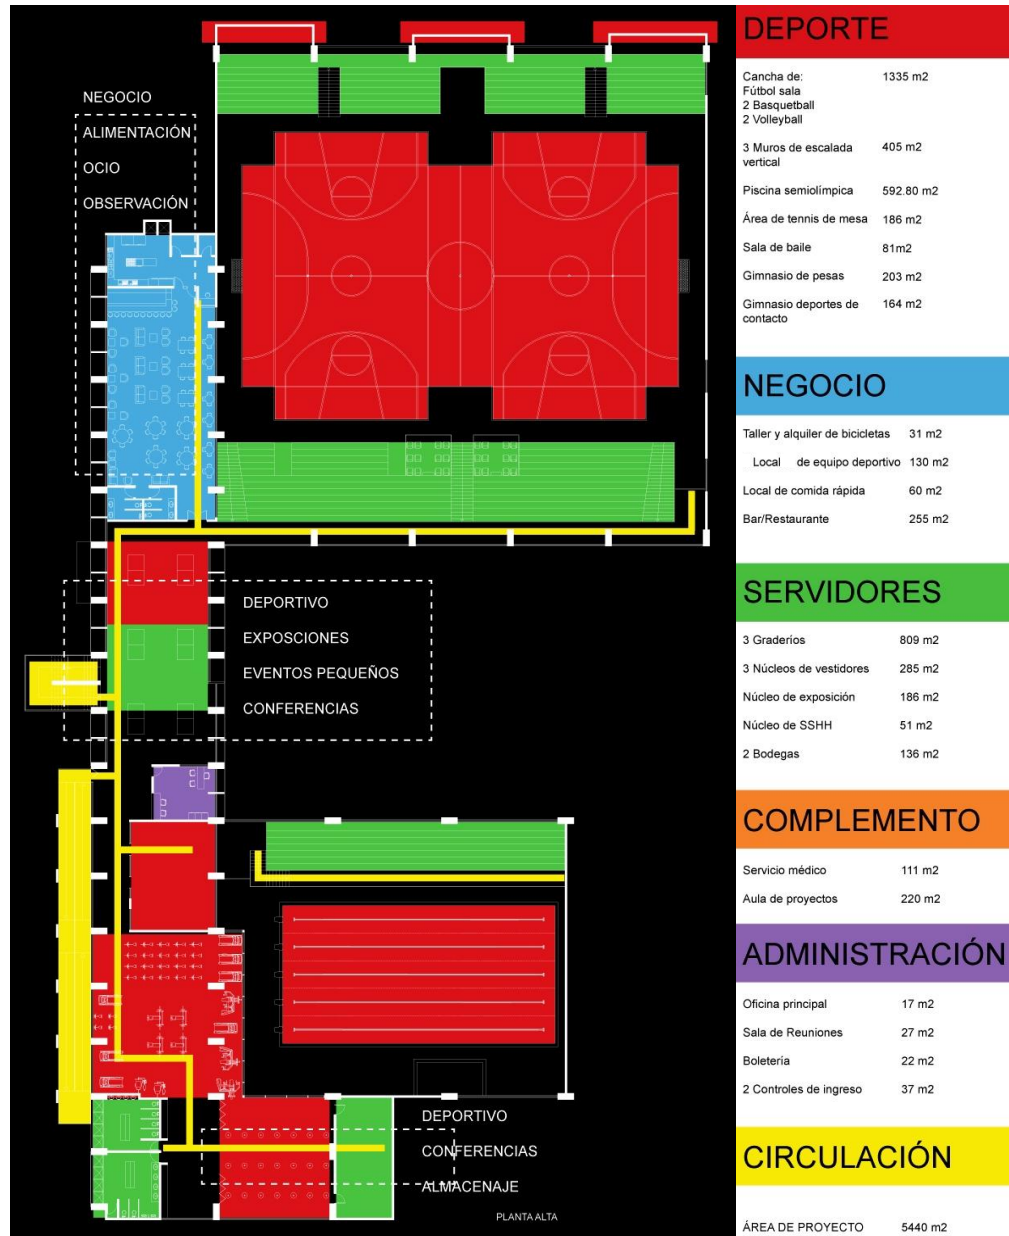 NEGOCIO
ALIMENTACIÓN
OCIO
OBSERVACIÓN
DEPORTIVO
EXPOSCIONES
EVENTOS PEQUEÑOS
CONFERENCIAS
DEPORTIVO
CONFERENCIAS
ALMACENAJE
PLANTA ALTA
DEPORTE
Cancha de: 1335 m2
Fútbol sala
2 Basquetball
2 Volleyball
3 Muros de escalada 405 m2
vertical
Piscina semiolímpica 592.80 m2
Área de tennis de mesa 186 m2
Sala de baile 81m2
Gimnasio de pesas 203 m2
Gimnasio deportes de 164 m2
contacto
NEGOCIO
Taller y alquiler de bicicletas 31 m2
Local de equipo deportivo 130 m2
Local de comida rápida 60 m2
Bar/Restaurante 255 m2
SERVIDORES
3 Graderíos 809 m2
3 Núcleos de vestidores 285 m2
Núcleo de exposición 186 m2
Núcleo de SSHH 51 m2
2 Bodegas 136 m2
COMPLEMENTO
Servicio médico 111 m2
Aula de proyectos 220 m2
ADMINISTRACIÓN
Oficina principal 17 m2
Sala de Reuniones 27 m2
Boletería 22 m2
2 Controles de ingreso 37 m2
CIRCULACIÓN
ÁREA DE PROYECTO 5440 m2